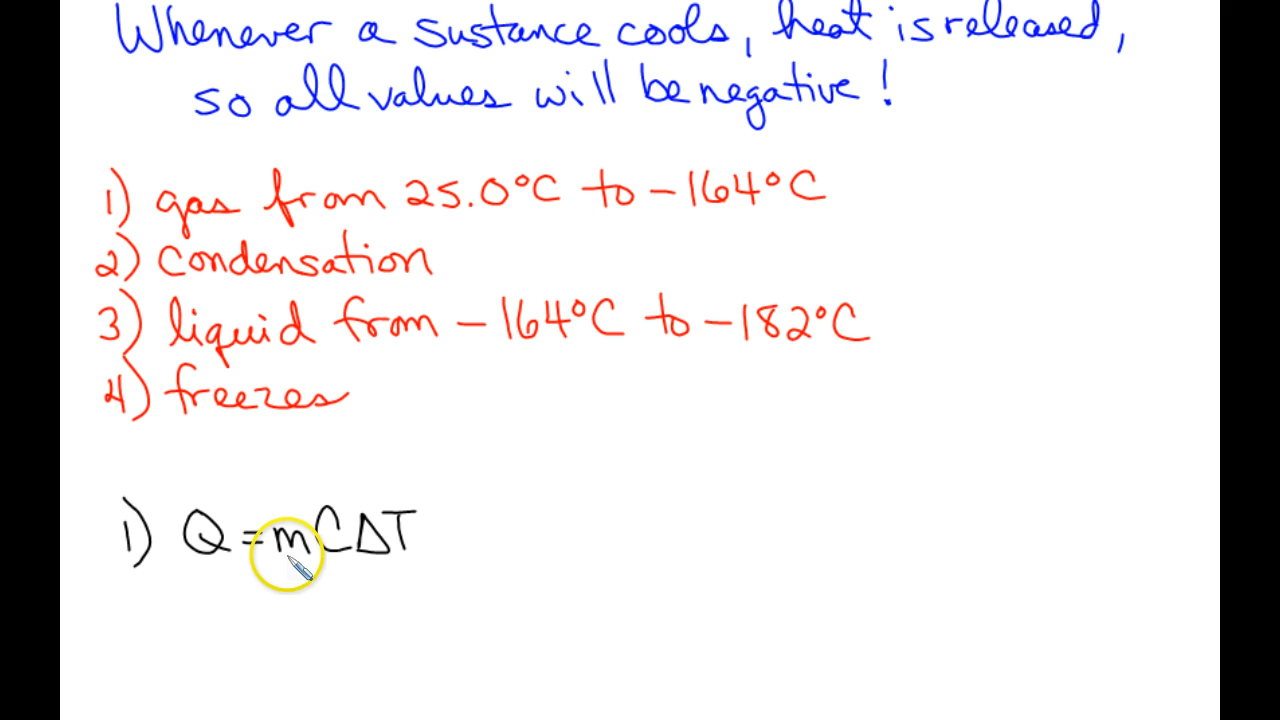 Whenever a sustance cools, heat is released,
so all values will be negative!
1) gas from 25.0°C to -164°C
2) condensation
3) liquid from -164°C to -182°C
4) freezes
1) Q = mCΔT